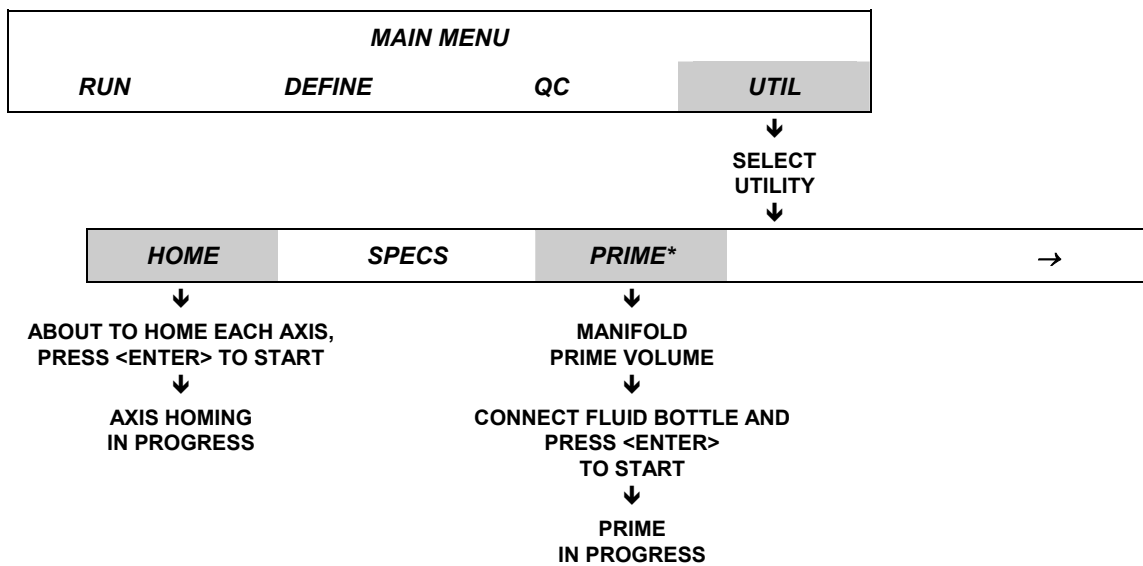 MAIN MENU
RUN DEFINE QC UTIL
🡻
SELECT
UTILITY
🡻
HOME SPECS PRIME* →
🡻 🡻
ABOUT TO HOME EACH AXIS,
PRESS <ENTER> TO START
🡻
AXIS HOMING
IN PROGRESS
MANIFOLD
PRIME VOLUME
🡻
CONNECT FLUID BOTTLE AND
PRESS <ENTER>
TO START
🡻
PRIME
IN PROGRESS